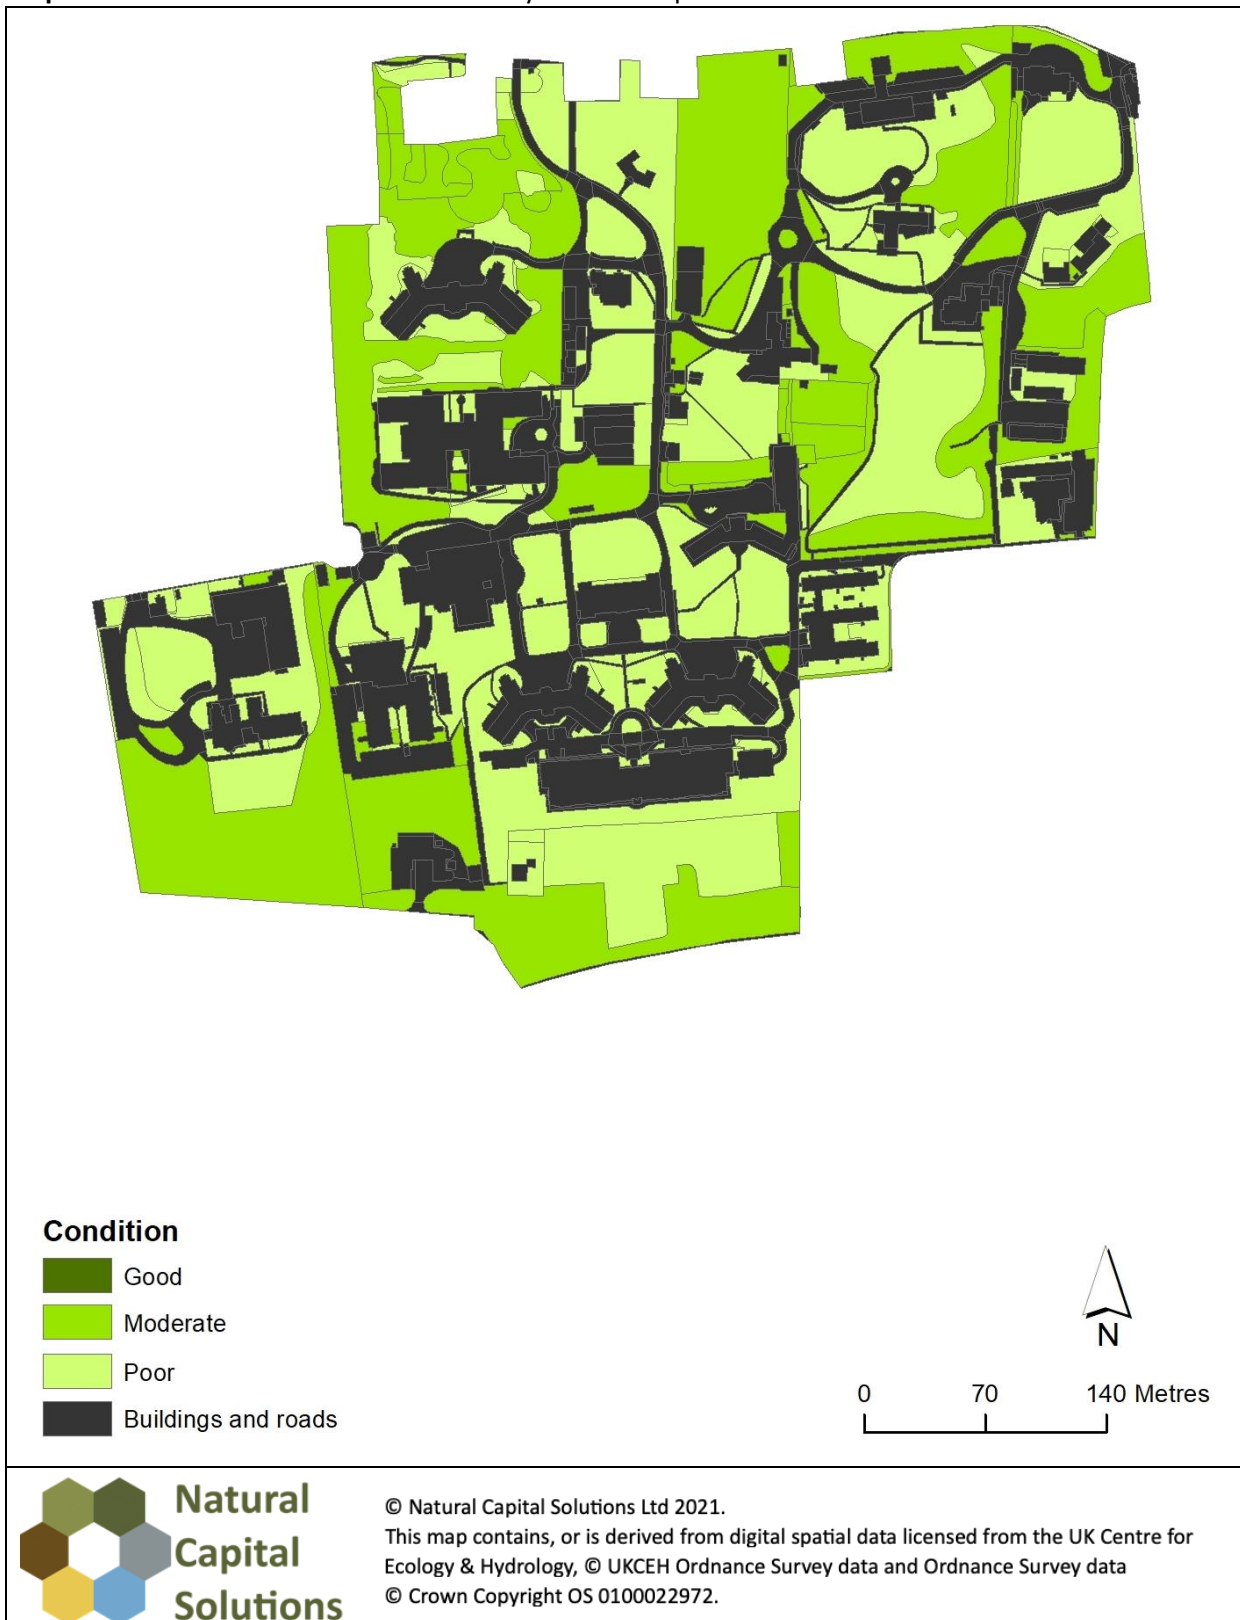 Condition
Good
Moderate
Poor
Buildings and roads
N
0 70 140 Metres
Natural
Capital
Solutions
© Natural Capital Solutions Ltd 2021.
This map contains, or is derived from digital spatial data licensed from the UK Centre for
Ecology & Hydrology, © UKCEH Ordnance Survey data and Ordnance Survey data
© Crown Copyright OS 0100022972.